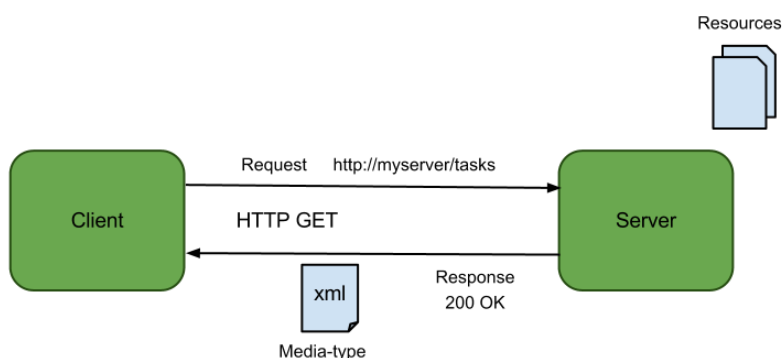 Resources
Request http://myserver/tasks
Client
HTTP GET
Server
Response
200 OK
xml
Media-type